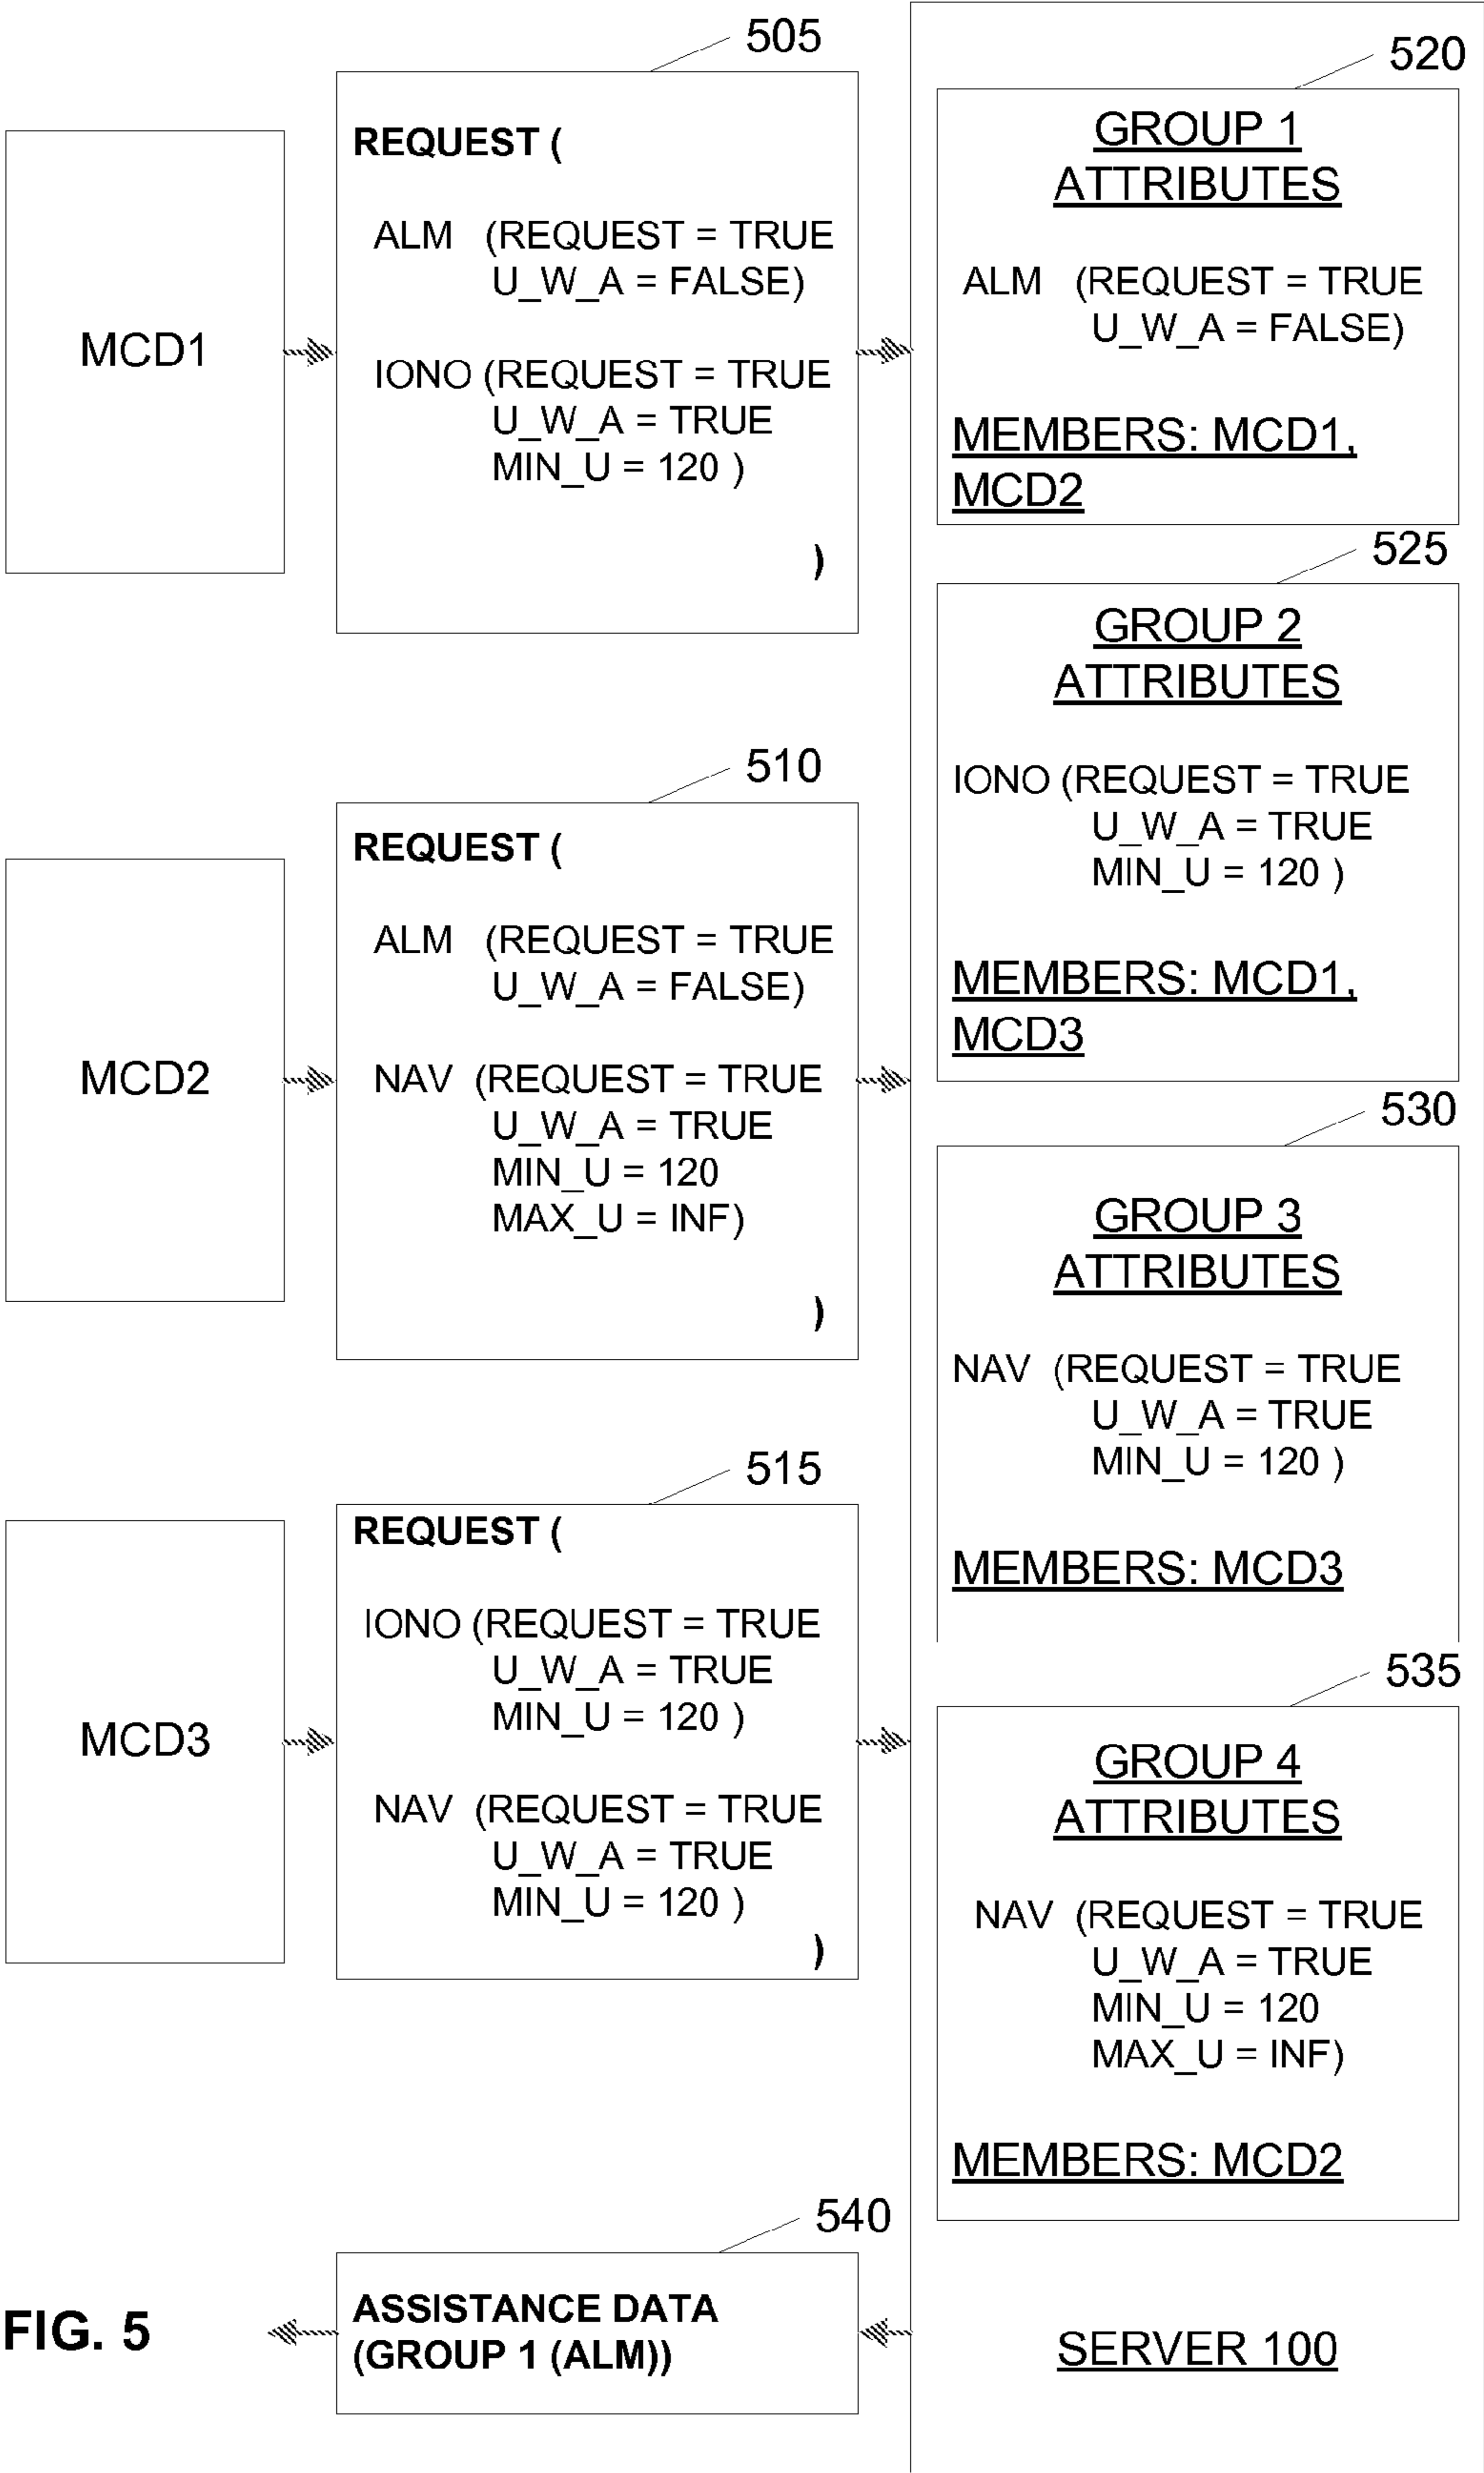 505
MCD1
REQUEST (
ALM (REQUEST = TRUE
U_W_A = FALSE)
IONO (REQUEST = TRUE
U_W_A = TRUE
MIN_U = 120 )
)
510
MCD2
REQUEST (
ALM (REQUEST = TRUE
U_W_A = FALSE)
NAV (REQUEST = TRUE
U_W_A = TRUE
MIN_U = 120
MAX_U = INF)
)
515
MCD3
REQUEST (
IONO (REQUEST = TRUE
U_W_A = TRUE
MIN_U = 120 )
NAV (REQUEST = TRUE
U_W_A = TRUE
MIN_U = 120 )
)
520
GROUP 1
ATTRIBUTES
ALM (REQUEST = TRUE
U_W_A = FALSE)
MEMBERS: MCD1,
MCD2
525
GROUP 2
ATTRIBUTES
IONO (REQUEST = TRUE
U_W_A = TRUE
MIN_U = 120 )
MEMBERS: MCD1,
MCD3
530
GROUP 3
ATTRIBUTES
NAV (REQUEST = TRUE
U_W_A = TRUE
MIN_U = 120 )
MEMBERS: MCD3
535
GROUP 4
ATTRIBUTES
NAV (REQUEST = TRUE
U_W_A = TRUE
MIN_U = 120
MAX_U = INF)
MEMBERS: MCD2
540
ASSISTANCE DATA
(GROUP 1 (ALM))
SERVER 100
FIG. 5